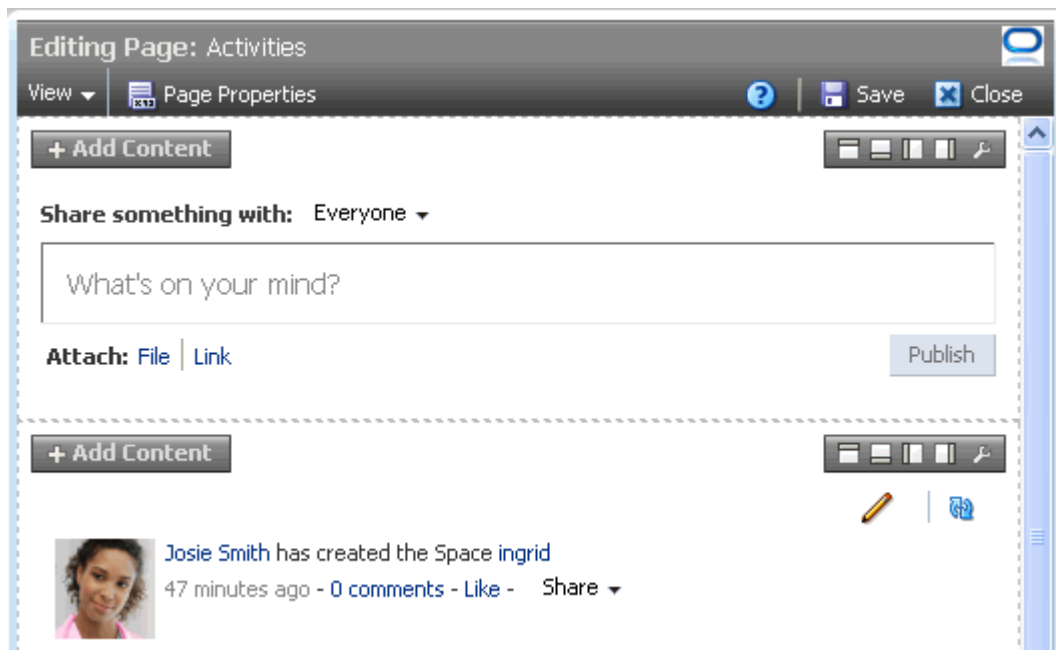 Editing Page: Activities
View Page Properties Save Close
+ Add Content
Share something with: Everyone
What's on your mind?
Attach: File Link Publish
+ Add Content
Josie Smith has created the Space ingrid
47 minutes ago - 0 comments - Like - Share